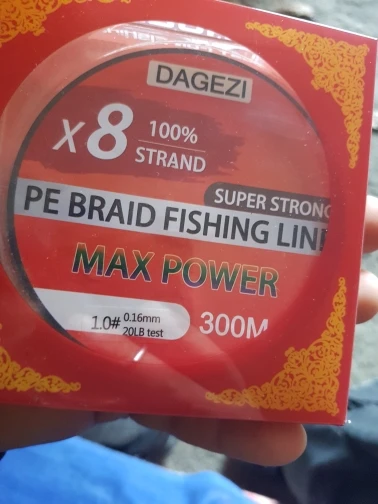 DAGEZI
X8 100%
STRAND
SUPER STRONG
PE BRAID FISHING LINE
MAX POWER
1.0# 0.16mm
20LB test
300M